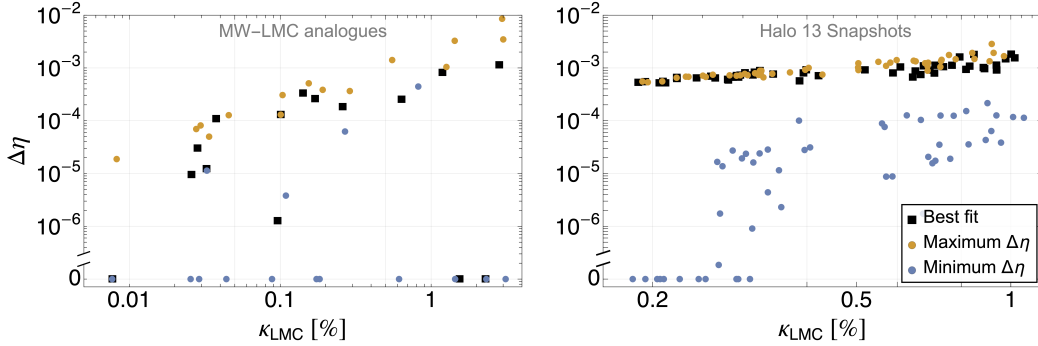 10⁻²
10⁻³
10⁻⁴
10⁻⁵
10⁻⁶
0
Δη
MW–LMC analogues
0.01
0.1
1
κ_LMC [%]
10⁻²
10⁻³
10⁻⁴
10⁻⁵
10⁻⁶
0
Halo 13 Snapshots
Best fit
Maximum Δη
Minimum Δη
0.2
0.5
1
κ_LMC [%]